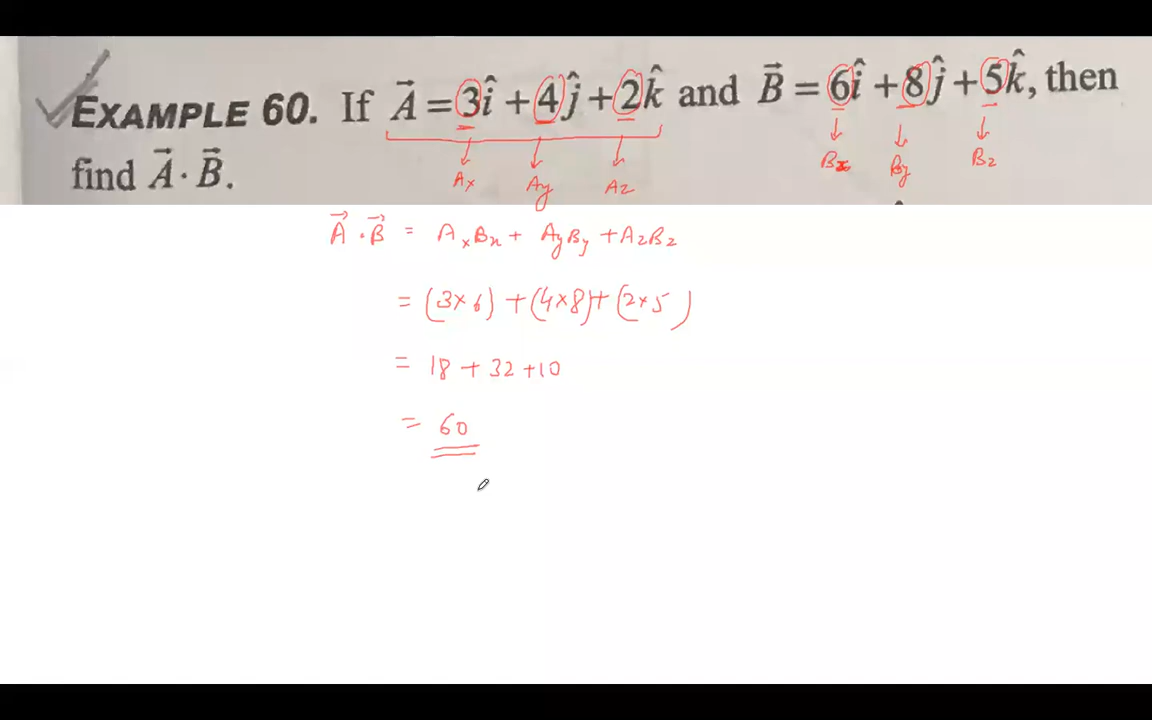 EXAMPLE 60. If A⃗ = 3î + 4ĵ + 2k̂ and B⃗ = 6î + 8ĵ + 5k̂, then
Ax Ay Az Bx By Bz
find A⃗ · B⃗.
A⃗ · B⃗ = AxBx + AyBy + AzBz
= (3×6) + (4×8) + (2×5)
= 18 + 32 + 10
= 60